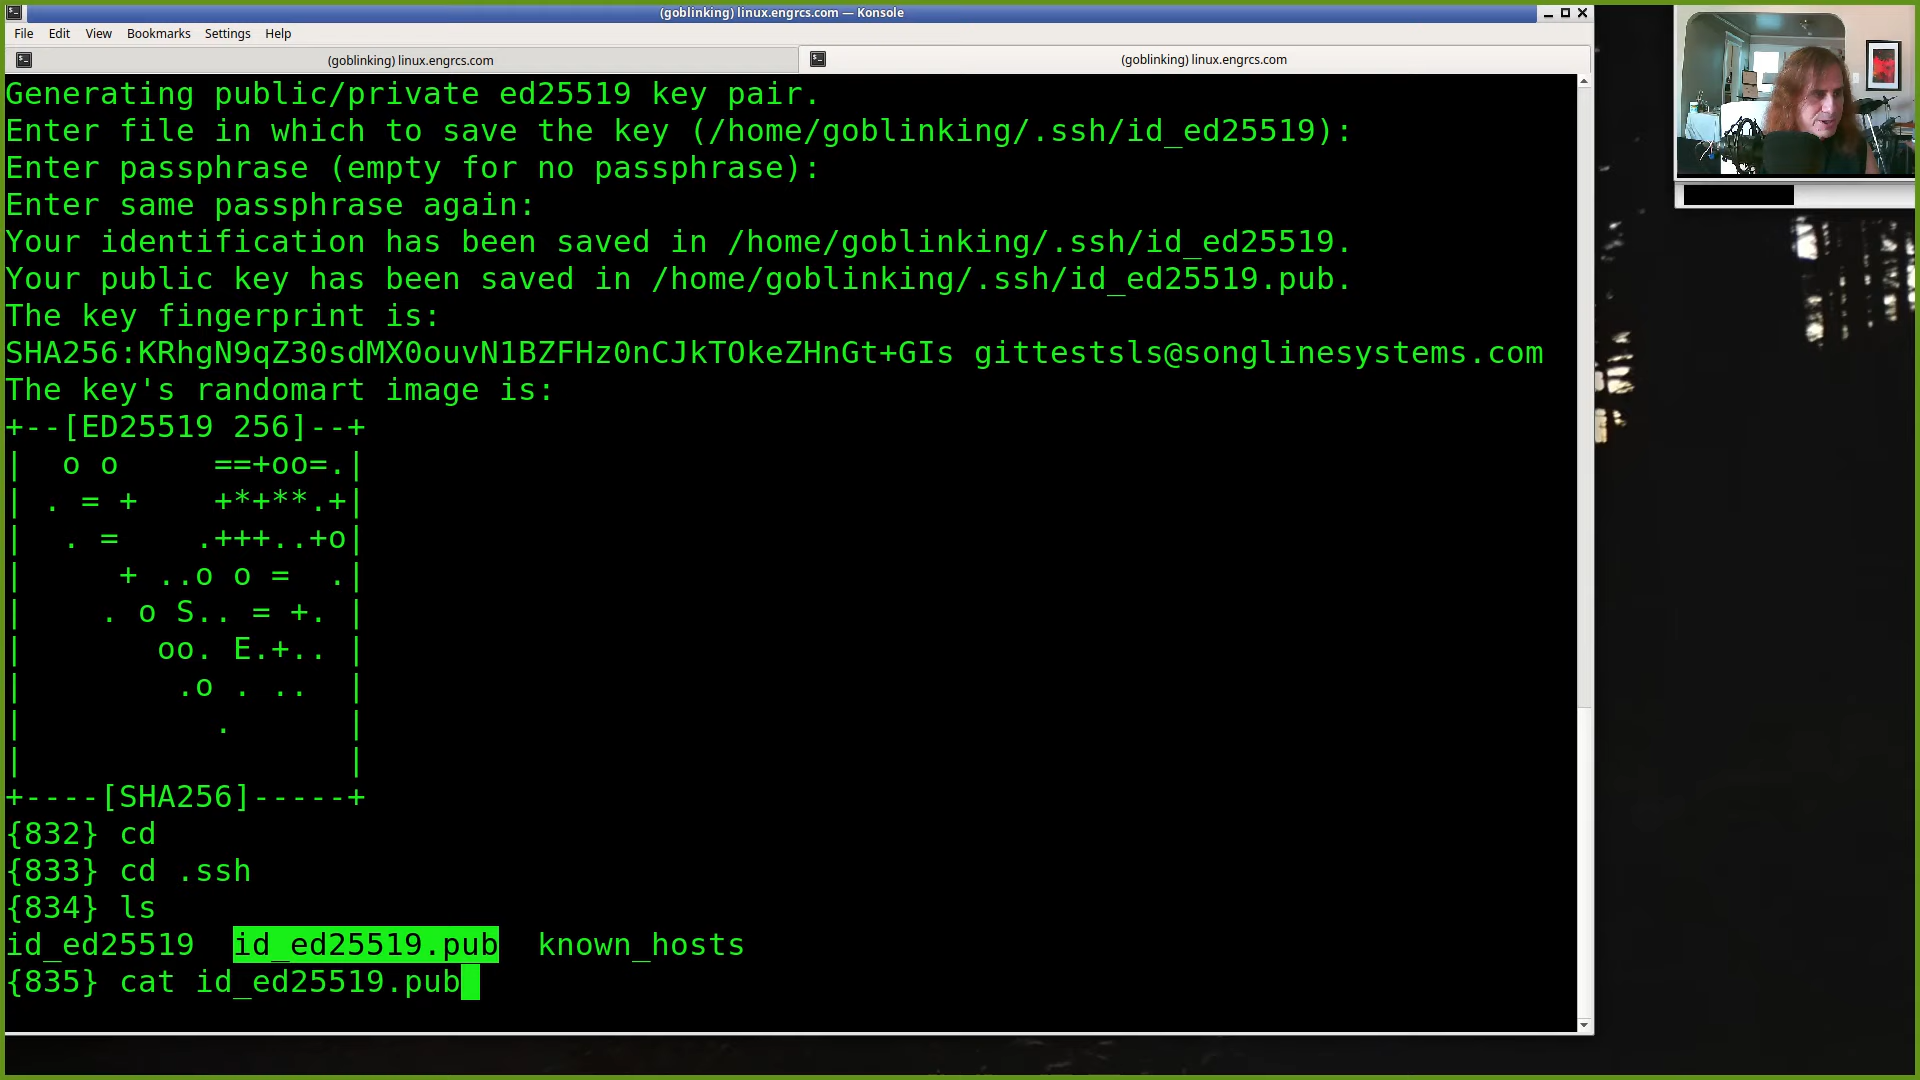 (goblinking) linux.engrcs.com — Konsole
File Edit View Bookmarks Settings Help
(goblinking) linux.engrcs.com (goblinking) linux.engrcs.com
Generating public/private ed25519 key pair.
Enter file in which to save the key (/home/goblinking/.ssh/id_ed25519):
Enter passphrase (empty for no passphrase):
Enter same passphrase again:
Your identification has been saved in /home/goblinking/.ssh/id_ed25519.
Your public key has been saved in /home/goblinking/.ssh/id_ed25519.pub.
The key fingerprint is:
SHA256:KRhgN9qZ30sdMX0ouvN1BZFHz0nCJkTOkeZHnGt+GIs gittestsls@songlinesystems.com
The key's randomart image is:
+--[ED25519 256]--+
|  o o     ==+oo=.|
| . = +    +*+**.+|
|  . =    .+++..+o|
|     + ..o o =  .|
|    . o S.. = +. |
|       oo. E.+.. |
|        .o . ..  |
|          .      |
|                 |
+----[SHA256]-----+
{832} cd
{833} cd .ssh
{834} ls
id_ed25519  id_ed25519.pub  known_hosts
{835} cat id_ed25519.pub